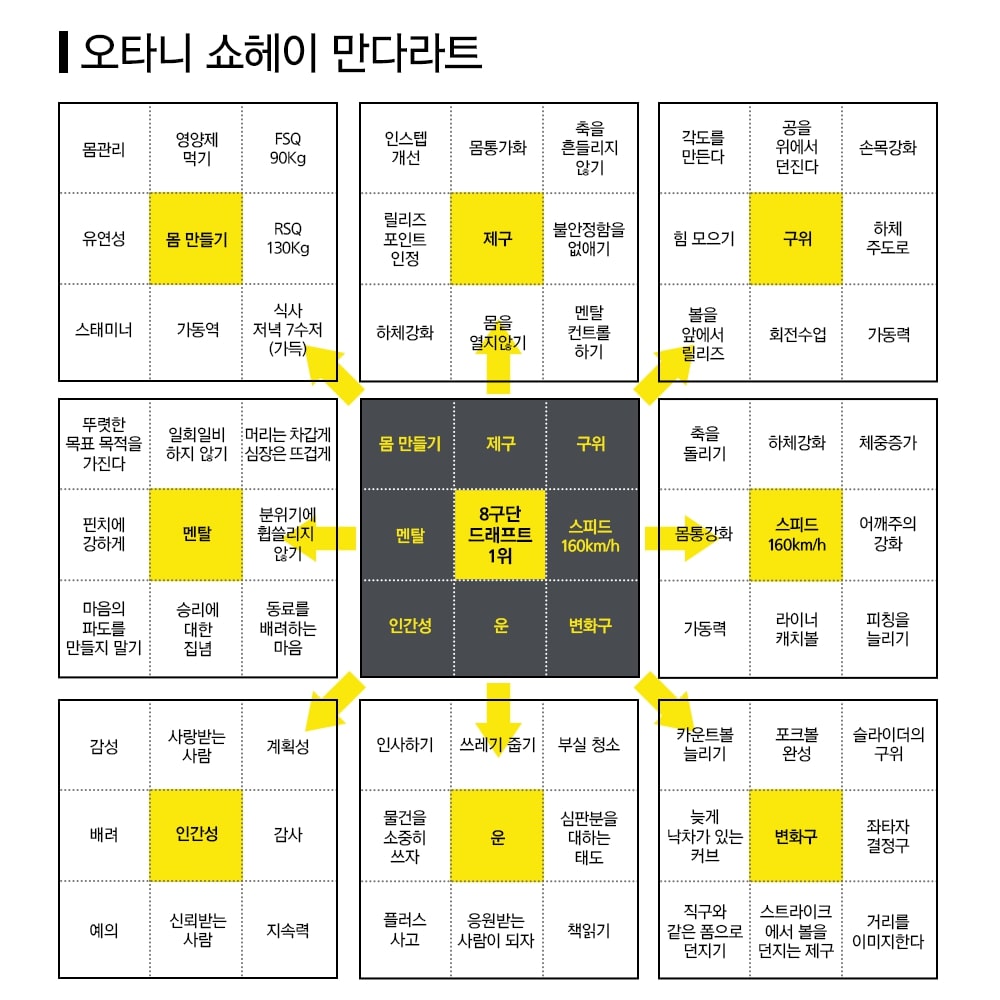 오타니 쇼헤이 만다라트
몸관리
영양제
먹기
FSQ
90Kg
유연성
몸 만들기
RSQ
130Kg
스태미너
가동역
식사
저녁 7수저
(가득)
인스텝
개선
몸통가화
축을
흔들리지
않기
릴리즈
포인트
인정
제구
불안정함을
없애기
하체강화
몸을
열지않기
멘탈
컨트롤
하기
각도를
만든다
공을
위에서
던진다
손목강화
힘 모으기
구위
하체
주도로
볼을
앞에서
릴리즈
회전수업
가동력
뚜렷한
목표 목적을
가진다
일회일비
하지 않기
머리는 차갑게
심장은 뜨겁게
핀치에
강하게
멘탈
분위기에
휩쓸리지
않기
마음의
파도를
만들지 말기
승리에
대한
집념
동료를
배려하는
마음
몸 만들기
제구
구위
멘탈
8구단
드래프트
1위
스피드
160km/h
인간성
운
변화구
축을
돌리기
하체강화
체중증가
몸통강화
스피드
160km/h
어깨주의
강화
가동력
라이너
캐치볼
피칭을
늘리기
감성
사랑받는
사람
계획성
배려
인간성
감사
예의
신뢰받는
사람
지속력
인사하기
쓰레기 줍기
부실 청소
물건을
소중히
쓰자
운
심판분을
대하는
태도
플러스
사고
응원받는
사람이 되자
책읽기
카운트볼
늘리기
포크볼
완성
슬라이더의
구위
늦게
낙차가 있는
커브
변화구
좌타자
결정구
직구와
같은 폼으로
던지기
스트라이크
에서 볼을
던지는 제구
거리를
이미지한다